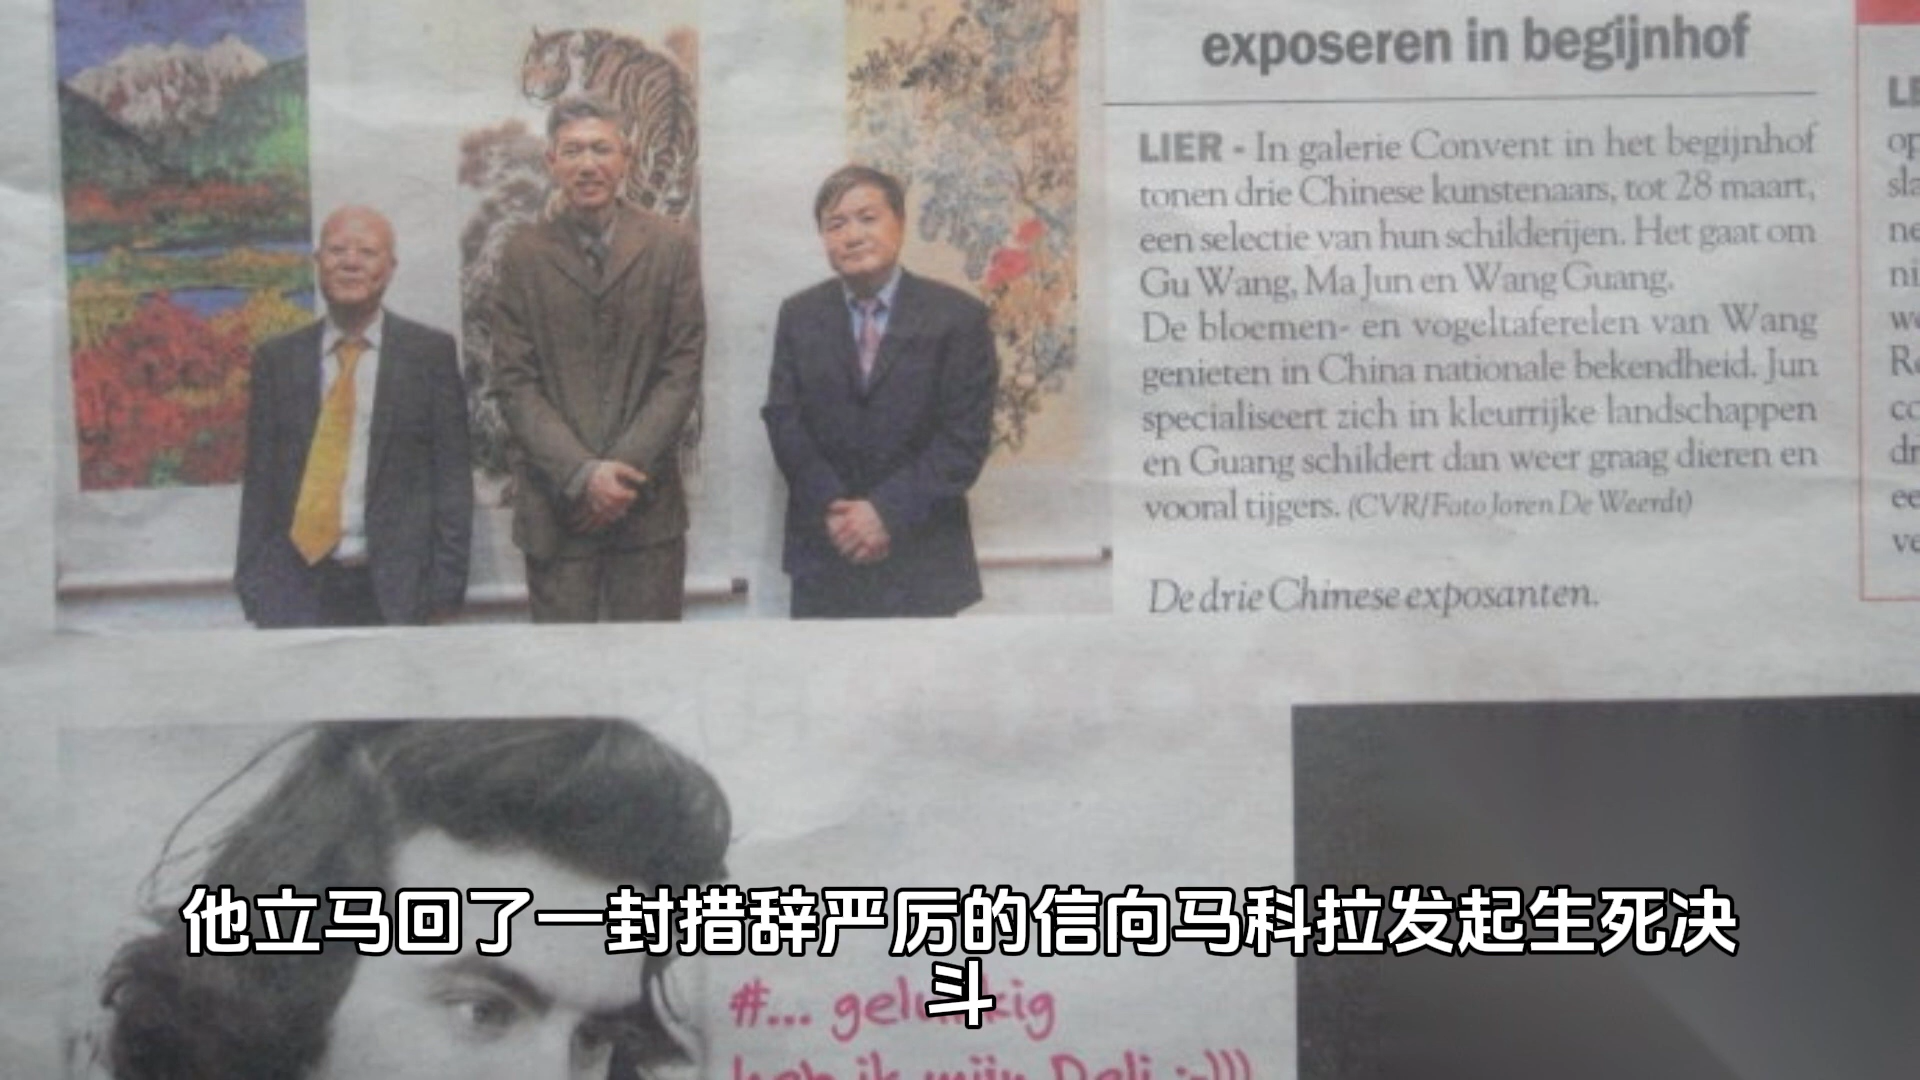 exposeren in begijnhof
LIER - In galerie Convent in het begijnhof
tonen drie Chinese kunstenaars, tot 28 maart,
een selectie van hun schilderijen. Het gaat om
Gu Wang, Ma Jun en Wang Guang.
De bloemen- en vogeltaferelen van Wang
genieten in China nationale bekendheid. Jun
specialiseert zich in kleurrijke landschappen
en Guang schildert dan weer graag dieren en
vooral tijgers. (CVR/Foto Joren De Weerdt)
De drie Chinese exposanten.
他立马回了一封措辞严厉的信向马科拉发起生死决
斗
#...
heb ik mijn Deli :-)))